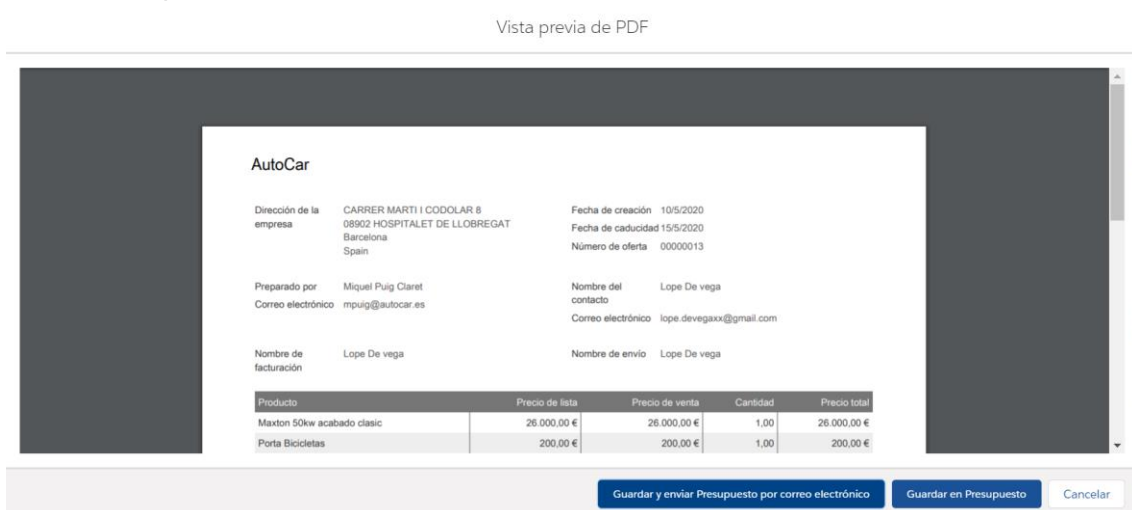 Vista previa de PDF
AutoCar
Dirección de la empresa
CARRER MARTI I CODOLAR 8
08902 HOSPITALET DE LLOBREGAT
Barcelona
Spain
Fecha de creación 10/5/2020
Fecha de caducidad 15/5/2020
Número de oferta 00000013
Preparado por Miquel Puig Claret
Correo electrónico mpuig@autocar.es
Nombre del contacto Lope De vega
Correo electrónico lope.devegaxx@gmail.com
Nombre de facturación Lope De vega
Nombre de envío Lope De vega
Producto Precio de lista Precio de venta Cantidad Precio total
Maxton 50kw acabado clasic 26.000,00 € 26.000,00 € 1,00 26.000,00 €
Porta Bicicletas 200,00 € 200,00 € 1,00 200,00 €
Guardar y enviar Presupuesto por correo electrónico Guardar en Presupuesto Cancelar